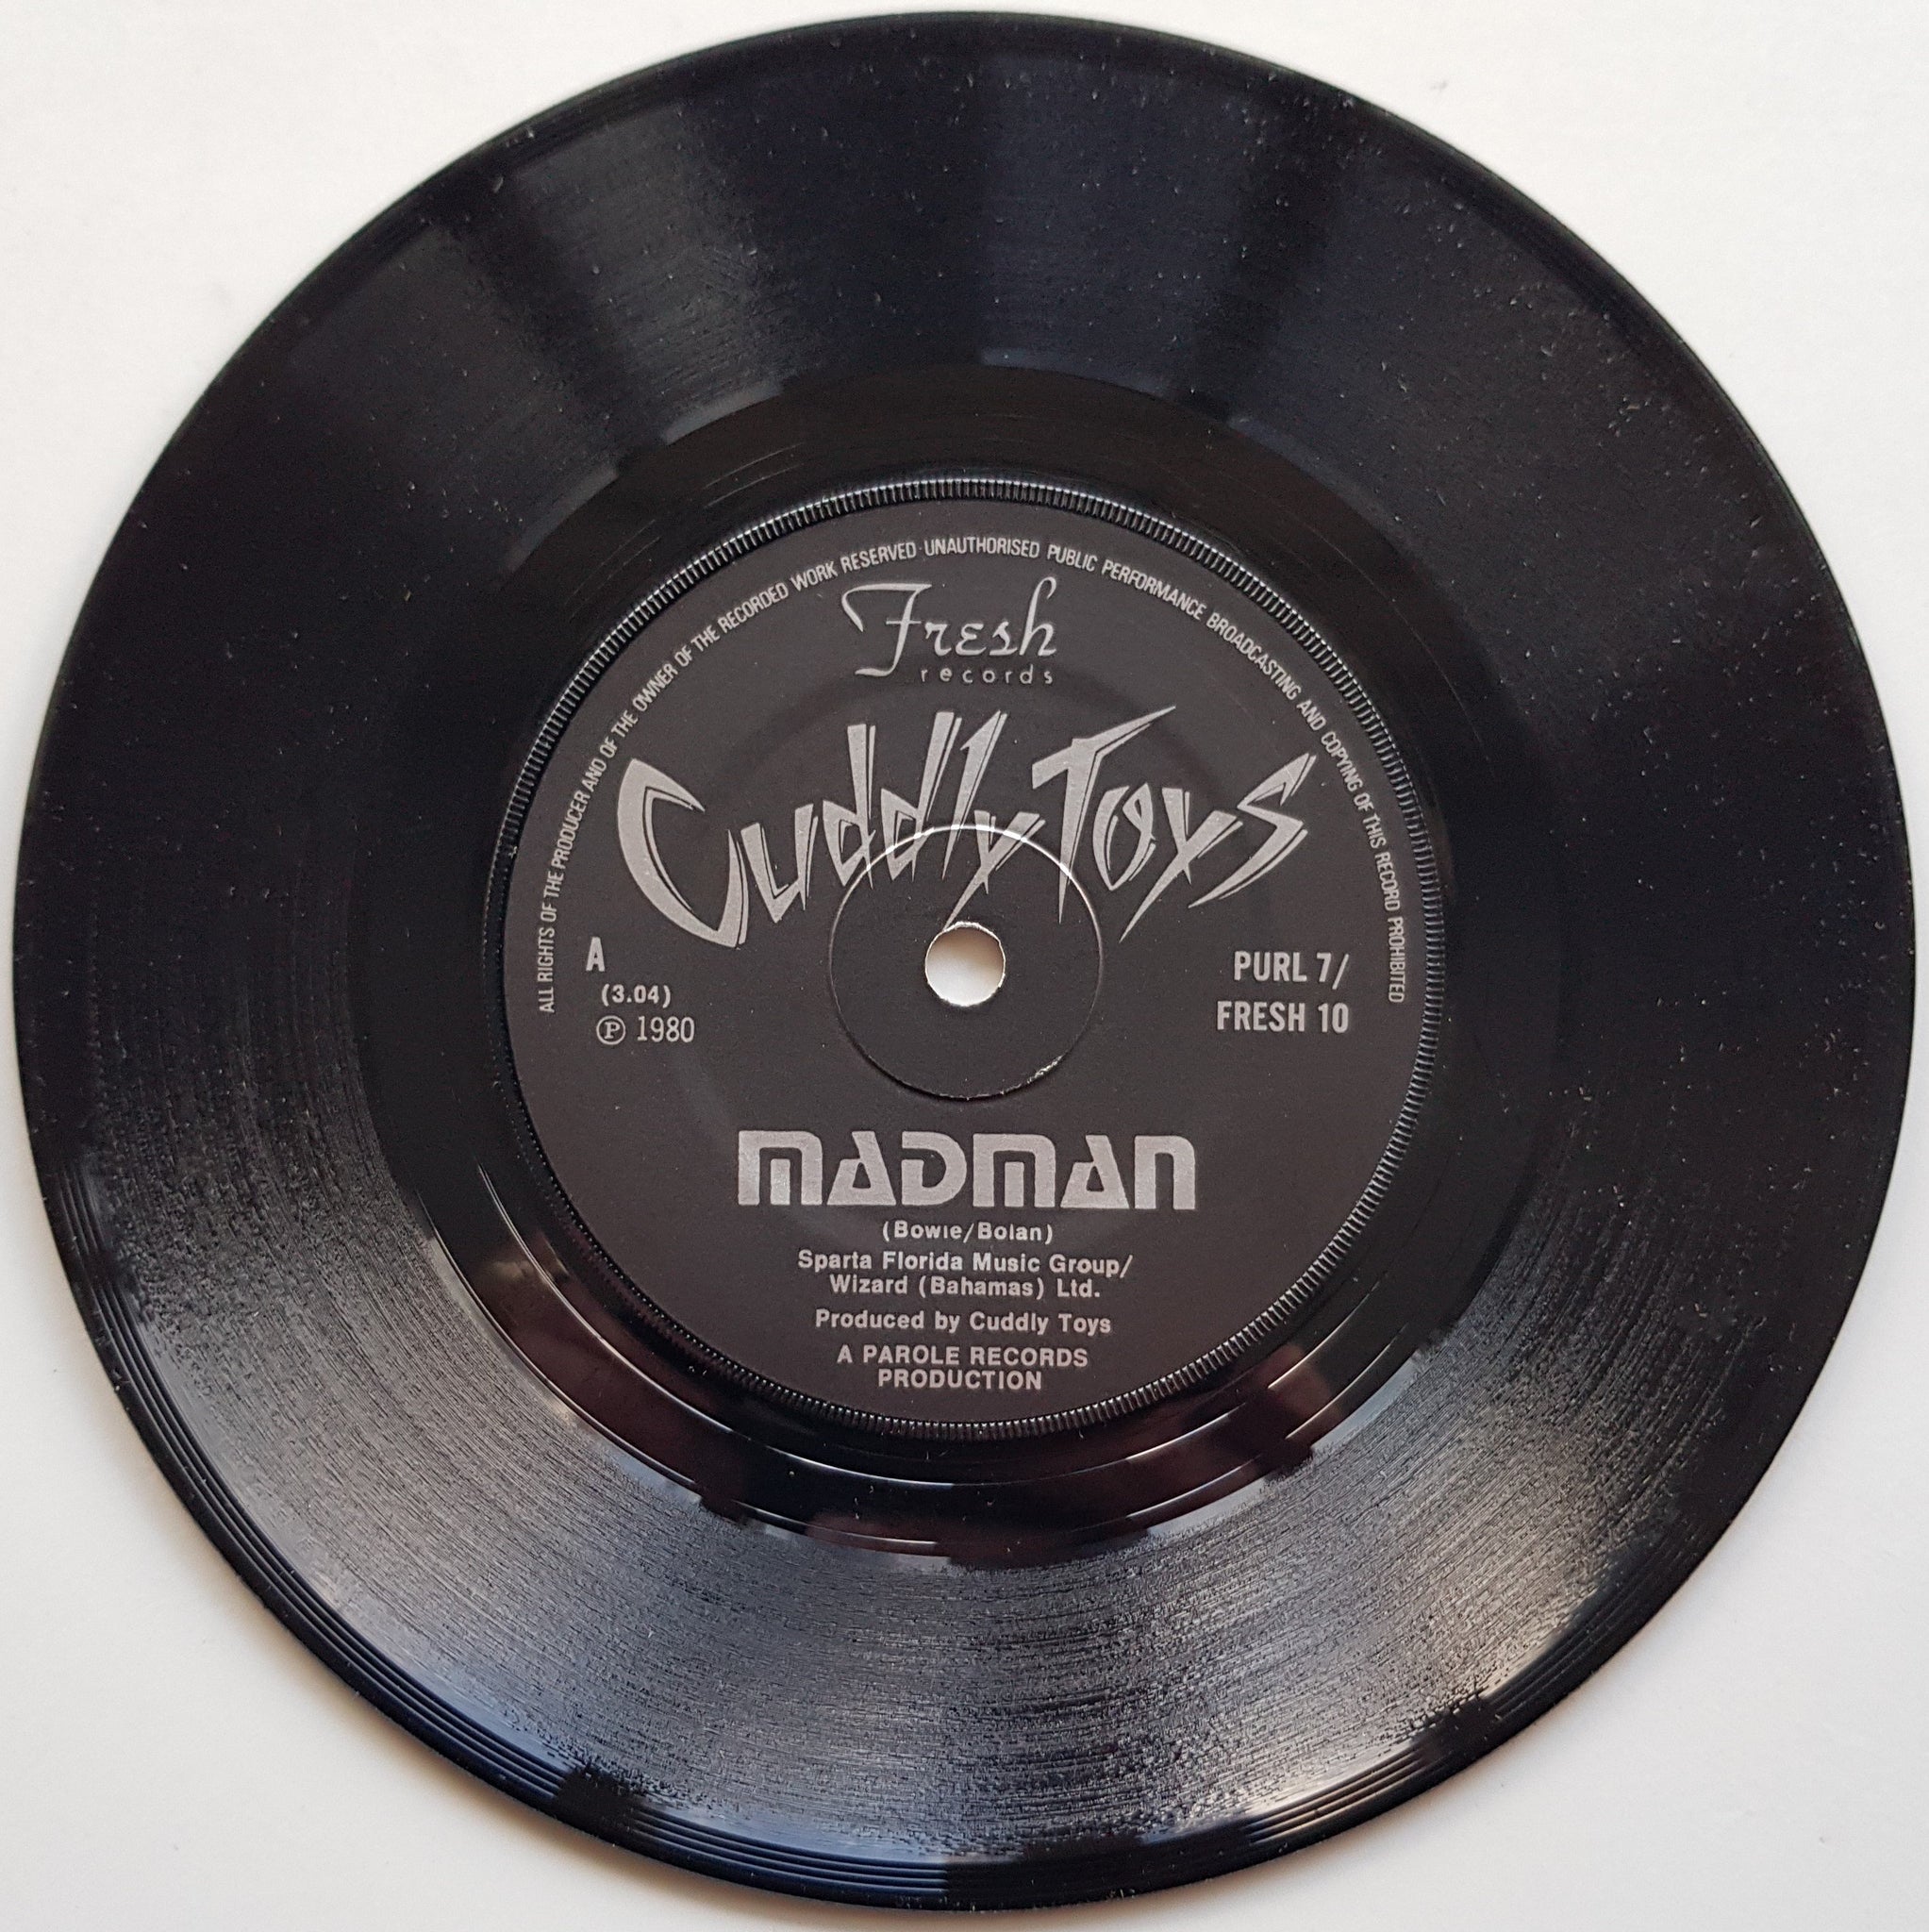 ALL RIGHTS OF THE PRODUCER AND OF THE OWNER OF THE RECORDED WORK RESERVED · UNAUTHORISED PUBLIC PERFORMANCE BROADCASTING AND COPYING OF THIS RECORD PROHIBITED
Fresh
records
Cuddly Toys
A
(3.04)
℗ 1980
PURL 7/
FRESH 10
MADMAN
(Bowie/Bolan)
Sparta Florida Music Group/
Wizard (Bahamas) Ltd.
Produced by Cuddly Toys
A PAROLE RECORDS
PRODUCTION